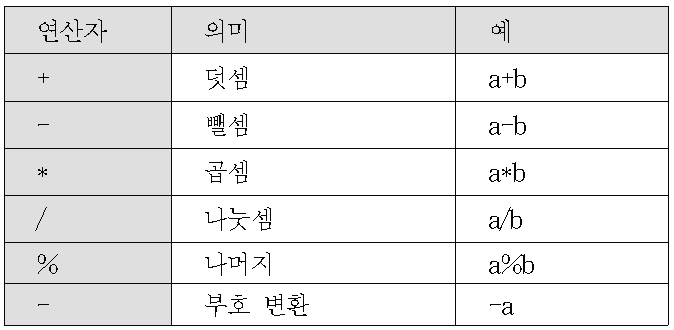 연산자 의미 예
+ 덧셈 a+b
- 뺄셈 a-b
* 곱셈 a*b
/ 나눗셈 a/b
% 나머지 a%b
- 부호 변환 -a